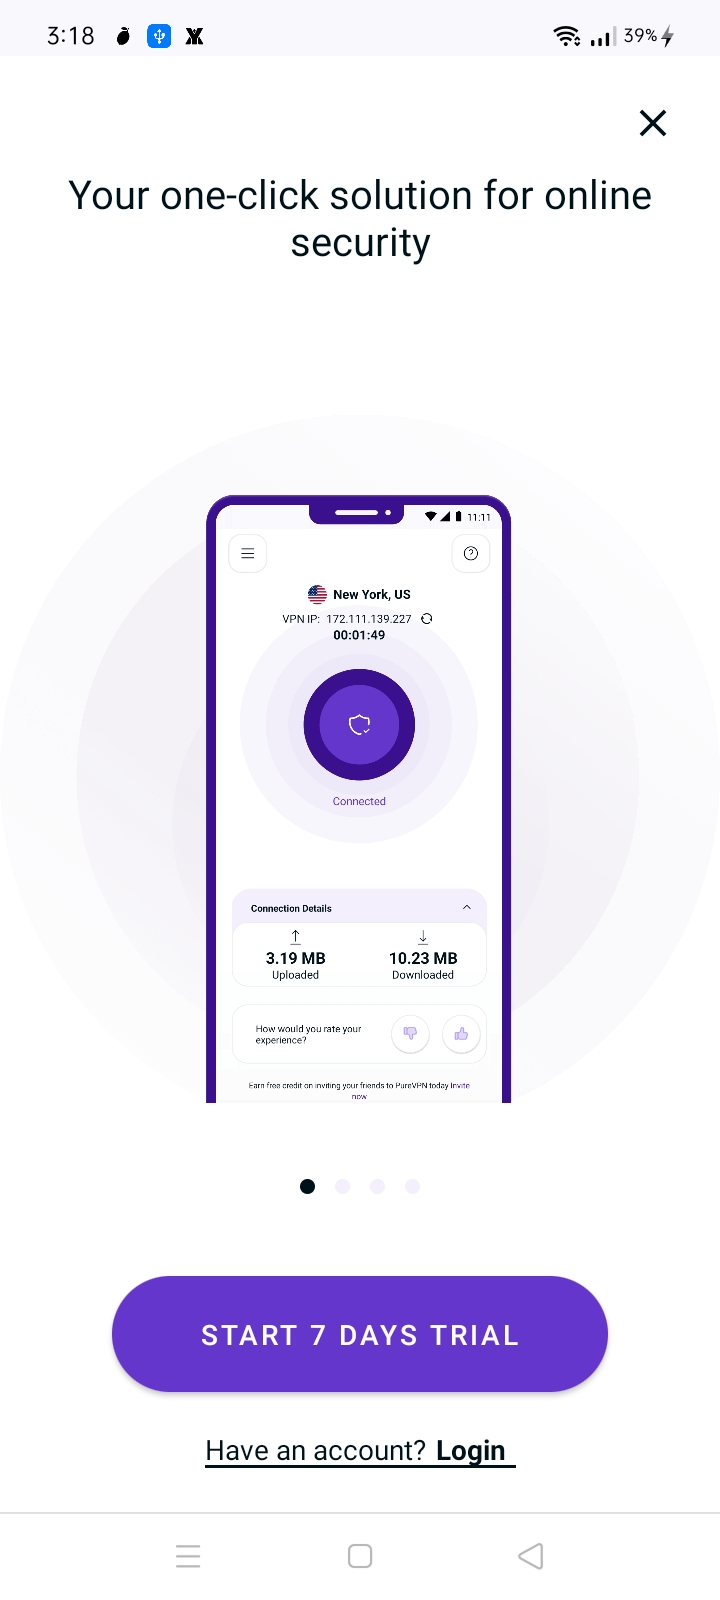 3:18
39%
Your one-click solution for online
security
11:11
New York, US
VPN IP: 172.111.139.227
00:01:49
Connected
Connection Details
3.19 MB
10.23 MB
Uploaded
Downloaded
How would you rate your
experience?
Earn free credit on inviting your friends to PureVPN today Invite
now
START 7 DAYS TRIAL
Have an account? Login